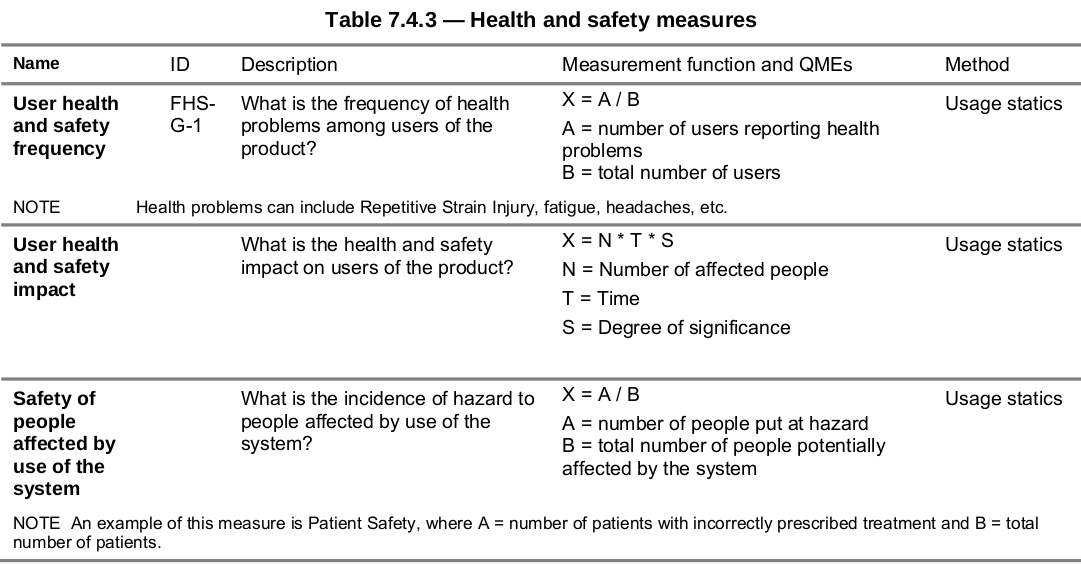 Table 7.4.3 — Health and safety measures
Name ID Description Measurement function and QMEs Method
User health and safety frequency
FHS-G-1
What is the frequency of health problems among users of the product?
X = A / B
A = number of users reporting health problems
B = total number of users
Usage statics
NOTE Health problems can include Repetitive Strain Injury, fatigue, headaches, etc.
User health and safety impact
What is the health and safety impact on users of the product?
X = N * T * S
N = Number of affected people
T = Time
S = Degree of significance
Usage statics
Safety of people affected by use of the system
What is the incidence of hazard to people affected by use of the system?
X = A / B
A = number of people put at hazard
B = total number of people potentially affected by the system
Usage statics
NOTE An example of this measure is Patient Safety, where A = number of patients with incorrectly prescribed treatment and B = total
number of patients.